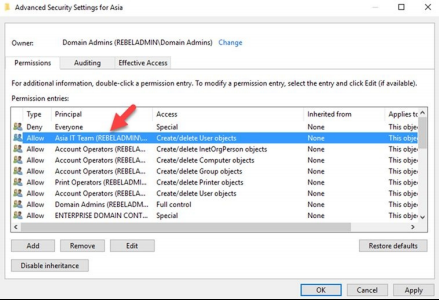 Advanced Security Settings for Asia
Owner: Domain Admins (REBELADMIN\Domain Admins) Change
Permissions Auditing Effective Access
For additional information, double-click a permission entry. To modify a permission entry, select the entry and click Edit (if available).
Permission entries:
Type Principal Access Inherited from Applies to
Deny Everyone Special None This objec
Allow Asia IT Team (REBELADMIN\... Create/delete User objects None This objec
Allow Account Operators (REBELA... Create/delete InetOrgPerson objects None This objec
Allow Account Operators (REBELA... Create/delete Computer objects None This objec
Allow Account Operators (REBELA... Create/delete Group objects None This objec
Allow Print Operators (REBELADMI... Create/delete Printer objects None This objec
Allow Account Operators (REBELA... Create/delete User objects None This objec
Allow Domain Admins (REBELADM... Full control None This objec
Allow ENTERPRISE DOMAIN CONT... Special None This objec
Add Remove Edit Restore defaults
Disable inheritance
OK Cancel Apply